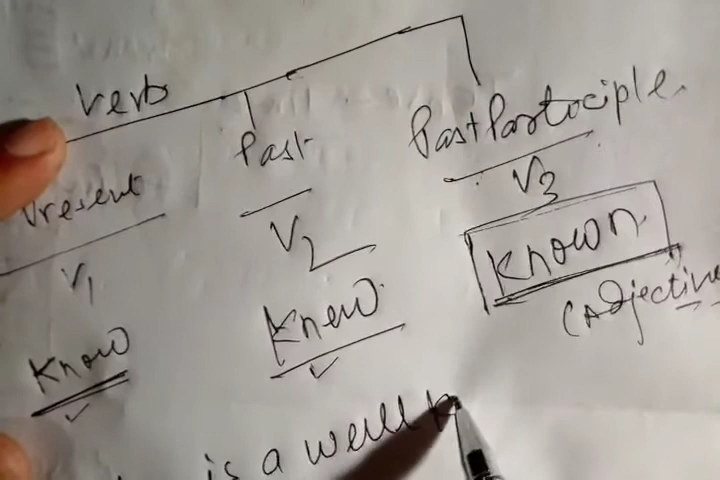 Verb
Present Past Past Partociple.
V1 V2 V3
Know Knew Known
(Adjective
is a well k